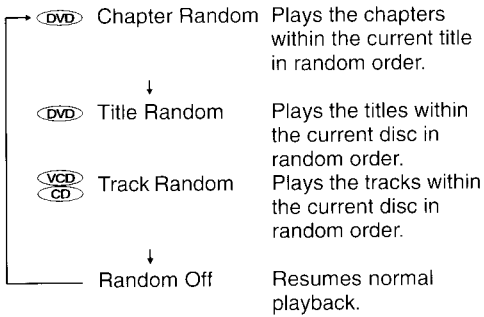 DVD Chapter Random Plays the chapters
within the current title
in random order.
↓
DVD Title Random Plays the titles within
the current disc in
random order.
VCD
CD Track Random Plays the tracks within
the current disc in
random order.
↓
Random Off Resumes normal
playback.